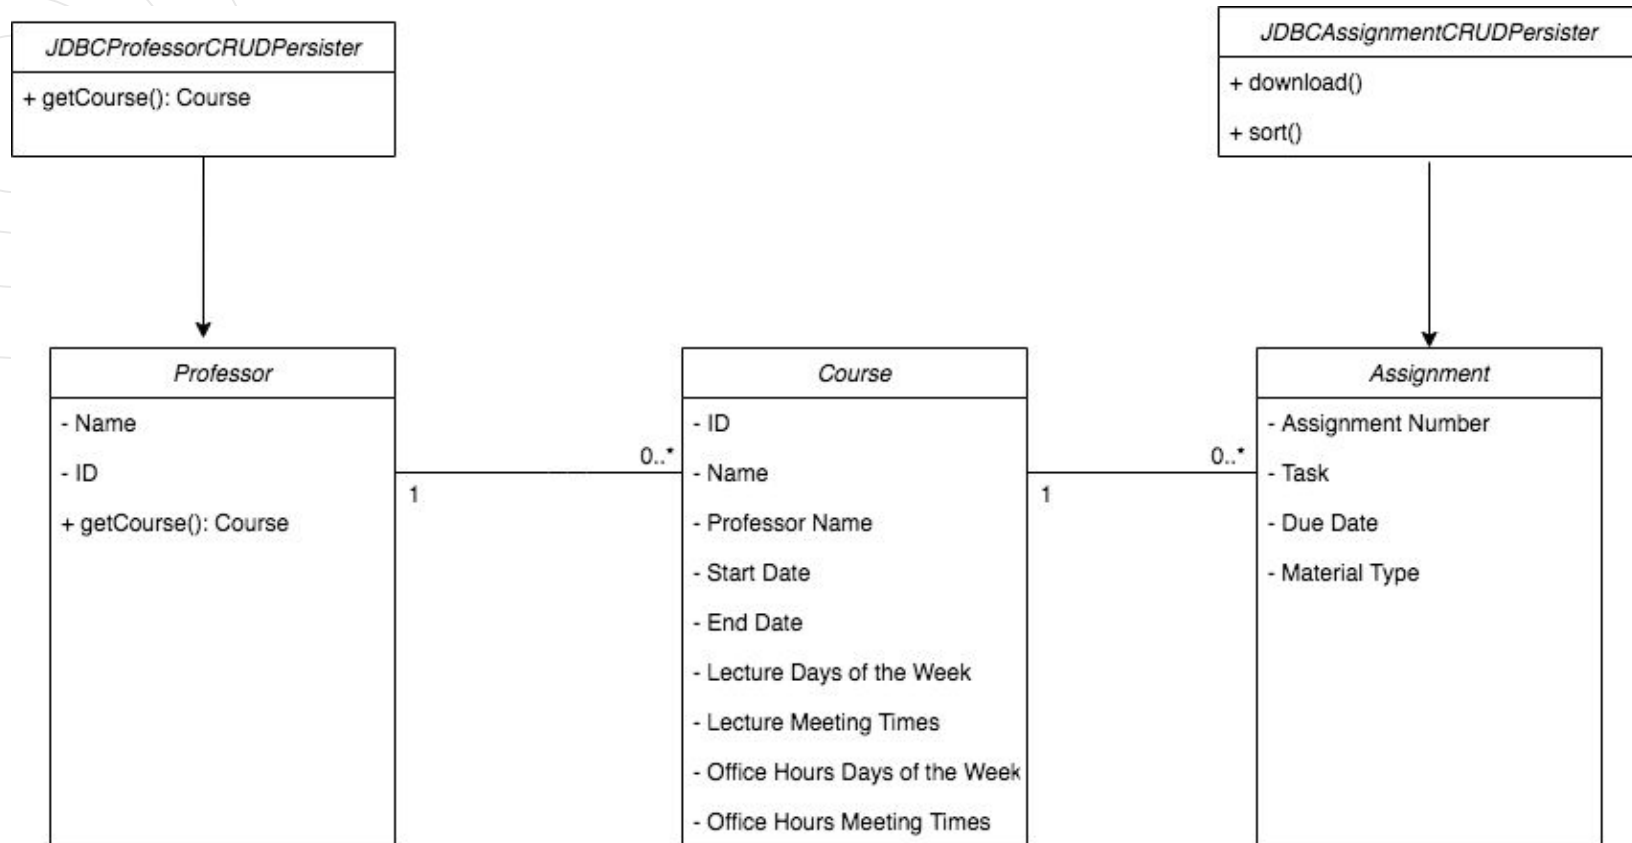 JDBCProfessorCRUDPersister
+ getCourse(): Course
JDBCAssignmentCRUDPersister
+ download()
+ sort()
Professor
- Name
- ID
+ getCourse(): Course
1
0..*
Course
- ID
- Name
- Professor Name
- Start Date
- End Date
- Lecture Days of the Week
- Lecture Meeting Times
- Office Hours Days of the Week
- Office Hours Meeting Times
1
0..*
Assignment
- Assignment Number
- Task
- Due Date
- Material Type